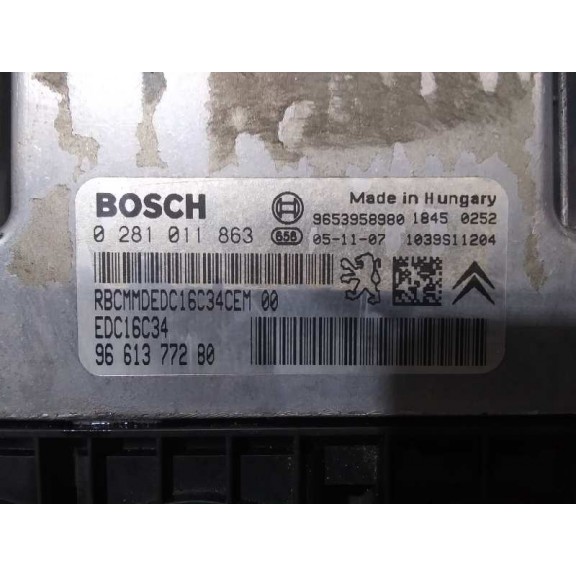 BOSCH
Made in Hungary
9653958980 1845 0252
0 281 011 863 656 05-11-07 1039S11204
RBCMMDEDC16C34CEM 00
EDC16C34
96 613 772 80